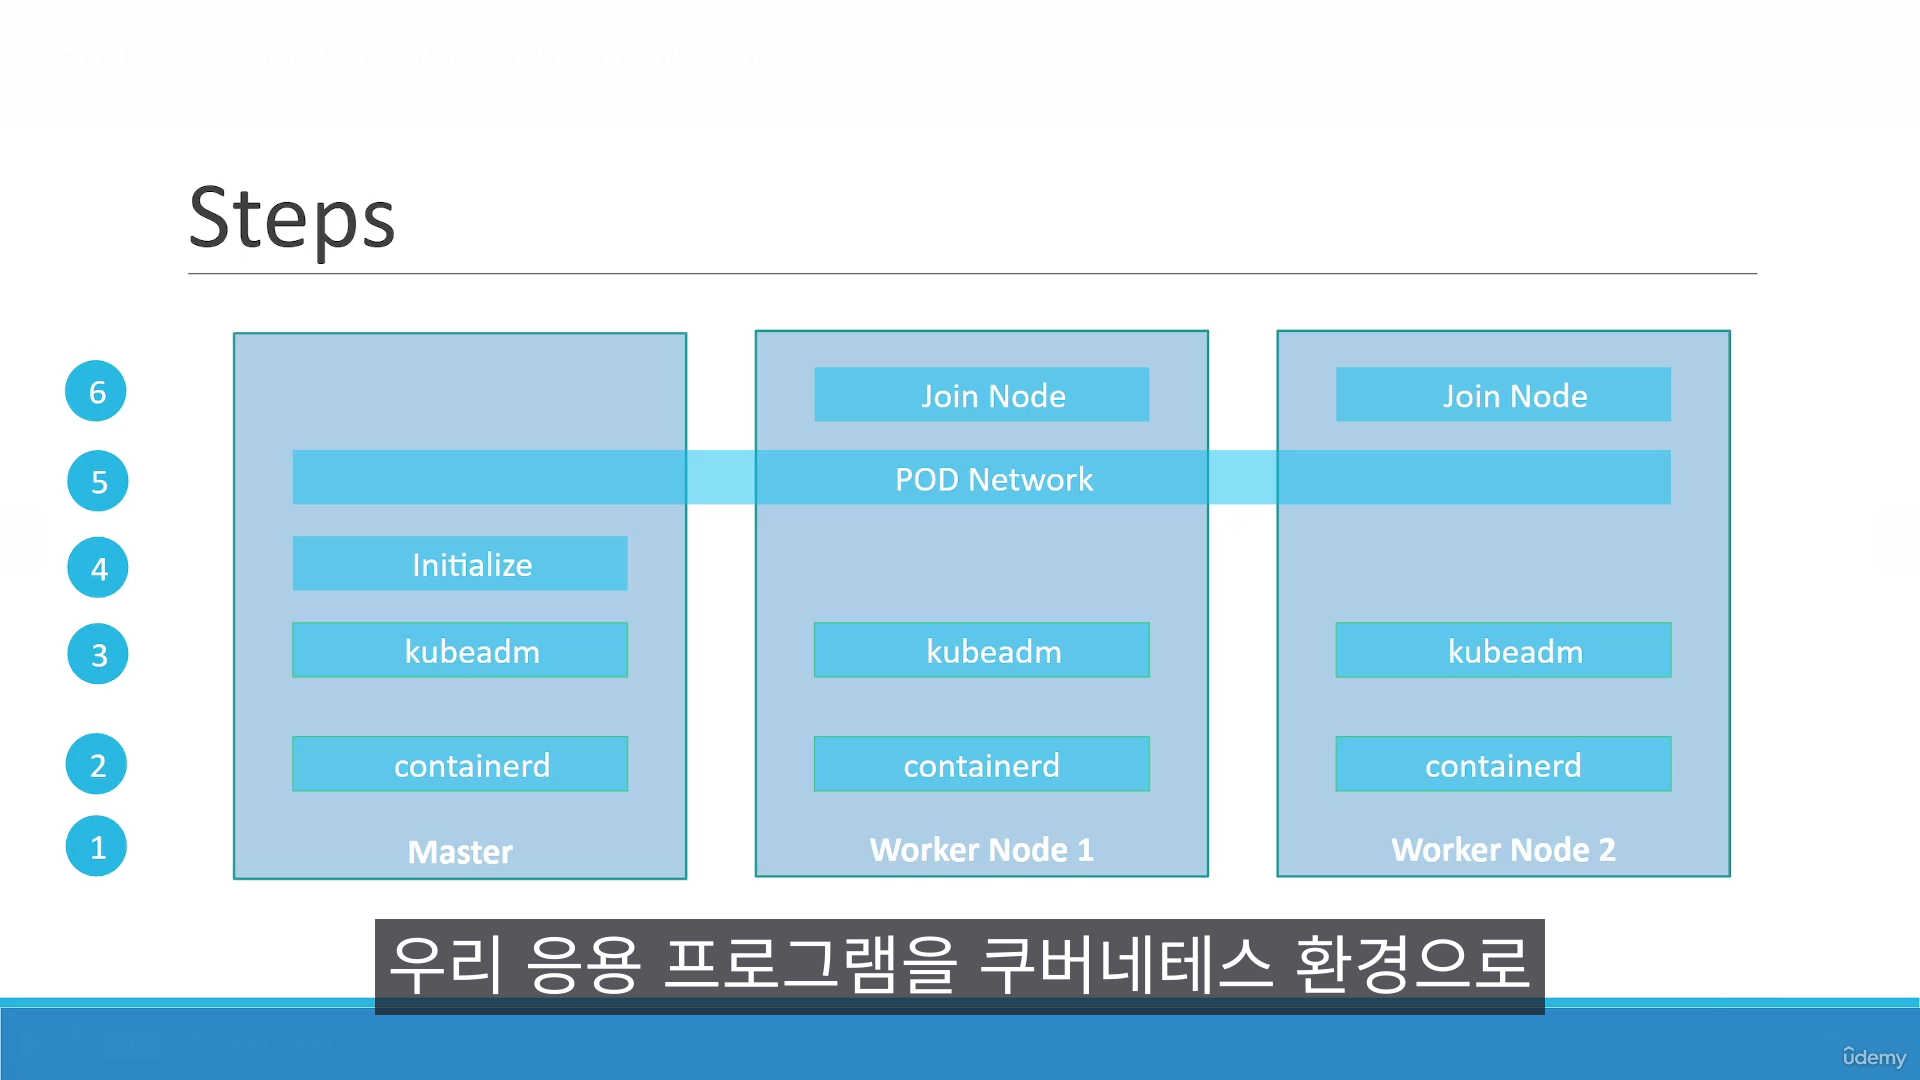 Steps
6
Join Node
Join Node
5
POD Network
4
Initialize
3
kubeadm
kubeadm
kubeadm
2
containerd
containerd
containerd
1
Master
Worker Node 1
Worker Node 2
우리 응용 프로그램을 쿠버네테스 환경으로
udemy